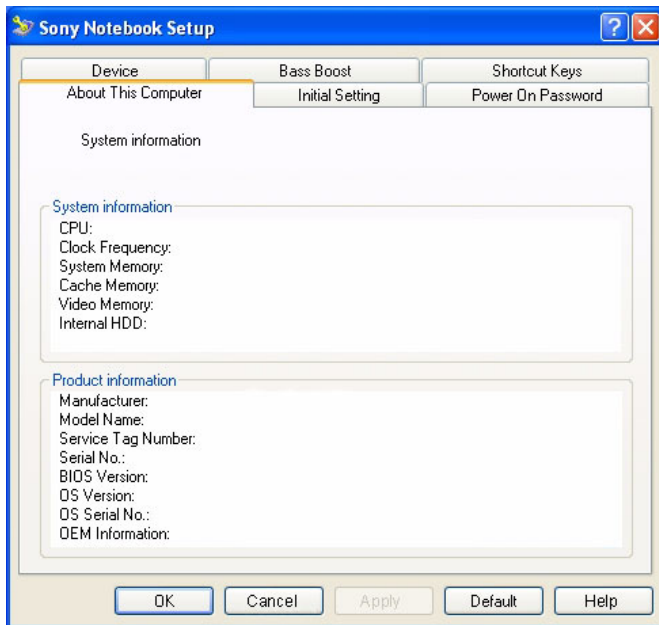 Sony Notebook Setup
Device Bass Boost Shortcut Keys
About This Computer Initial Setting Power On Password
System information
System information
CPU:
Clock Frequency:
System Memory:
Cache Memory:
Video Memory:
Internal HDD:
Product information
Manufacturer:
Model Name:
Service Tag Number:
Serial No.:
BIOS Version:
OS Version:
OS Serial No.:
OEM Information:
OK Cancel Apply Default Help